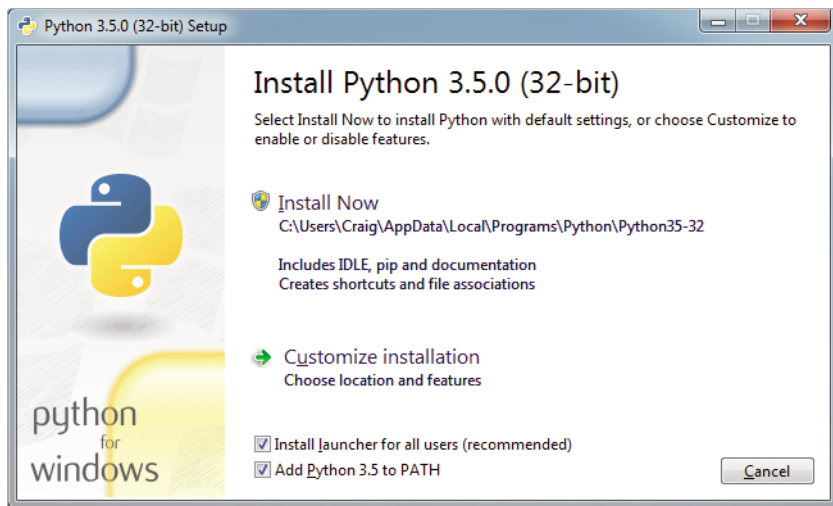 Python 3.5.0 (32-bit) Setup
Install Python 3.5.0 (32-bit)
Select Install Now to install Python with default settings, or choose Customize to
enable or disable features.
Install Now
C:\Users\Craig\AppData\Local\Programs\Python\Python35-32
Includes IDLE, pip and documentation
Creates shortcuts and file associations
Customize installation
Choose location and features
python
for
windows
Install launcher for all users (recommended)
Add Python 3.5 to PATH
Cancel